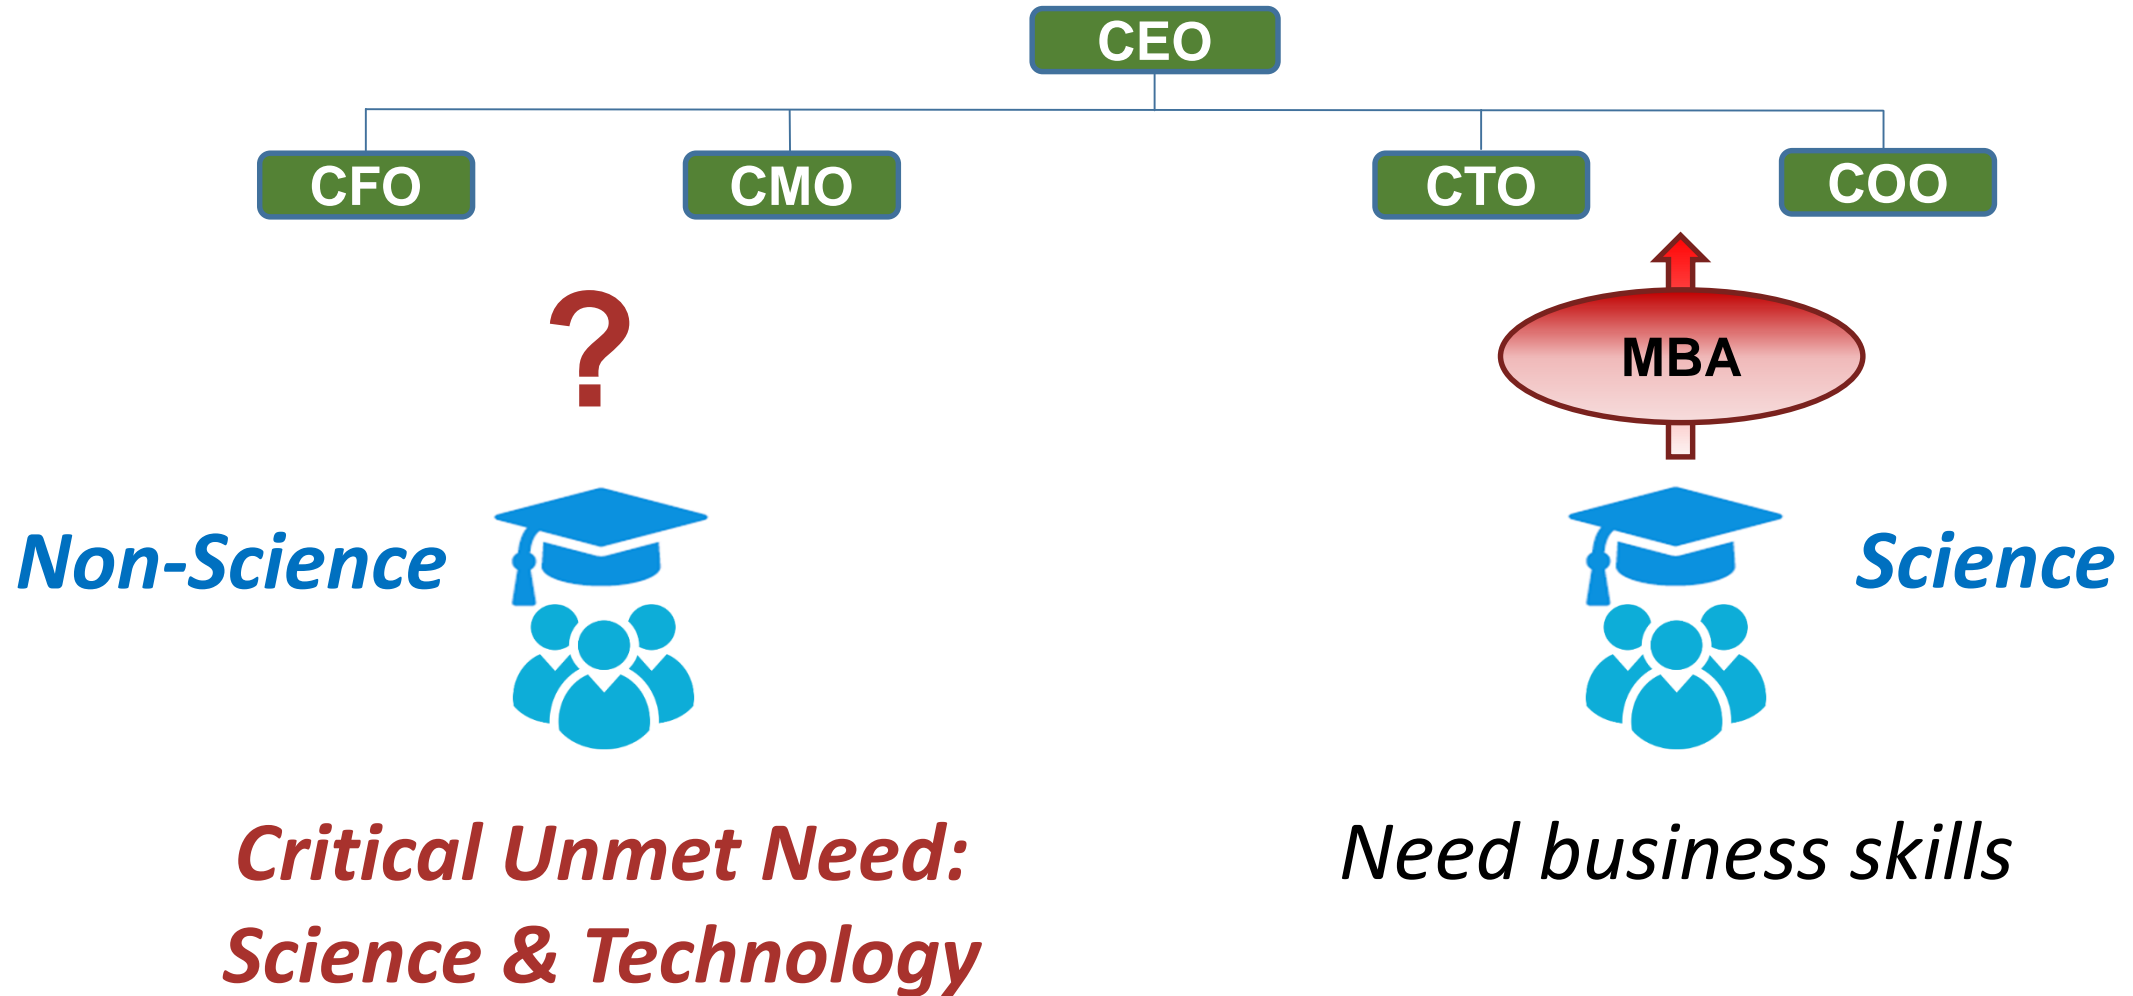 CEO
CFO
CMO
CTO
COO
?
MBA
Non-Science
Science
Critical Unmet Need:
Science & Technology
Need business skills